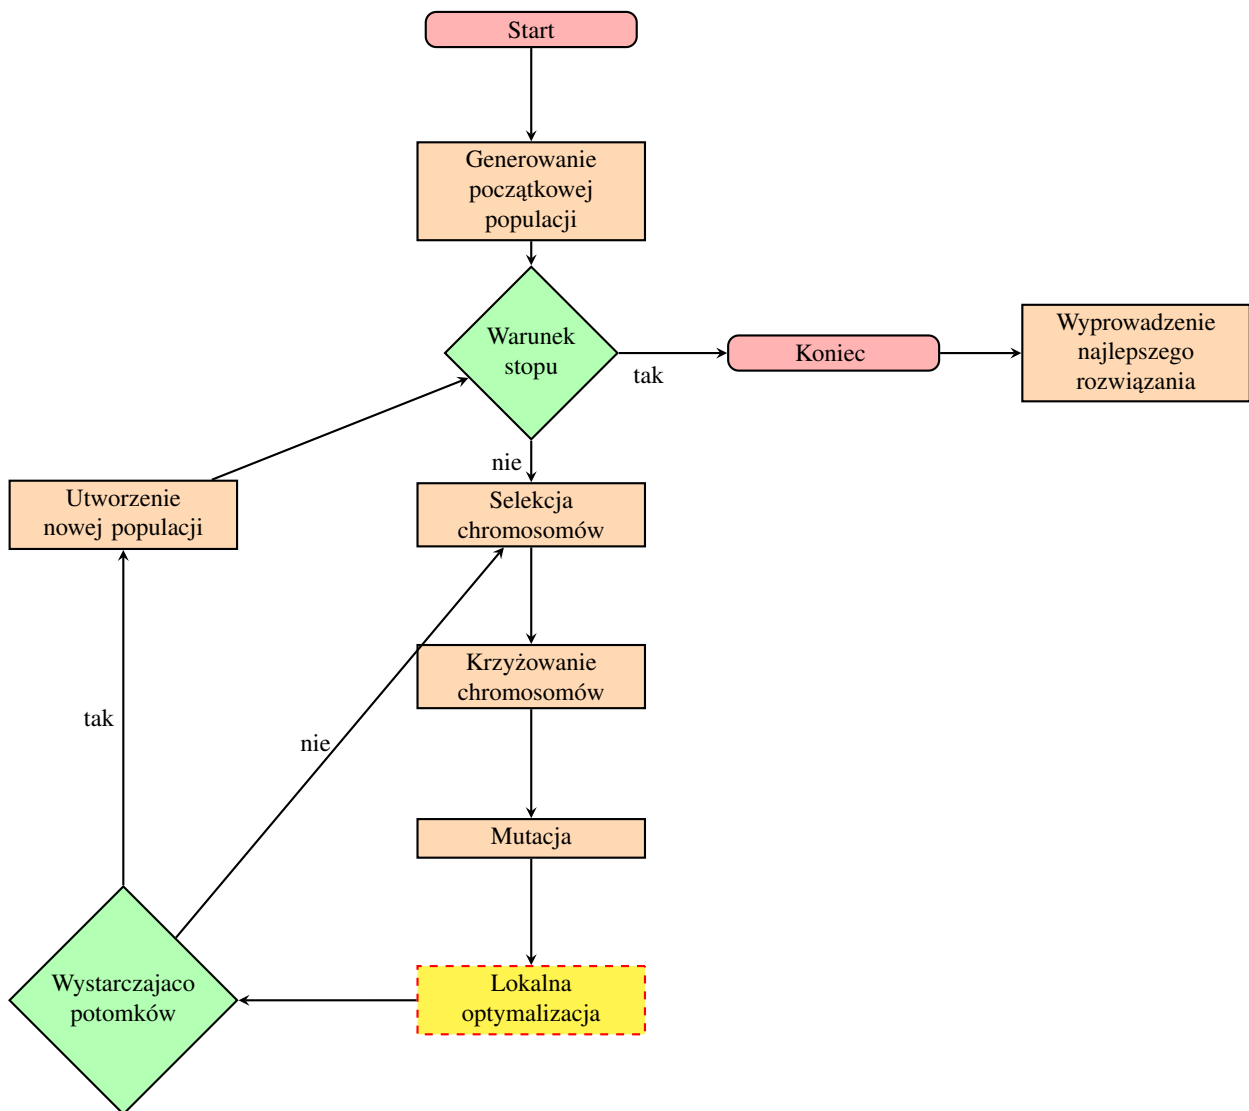 Start
Generowanie
początkowej
populacji
Warunek
stopu
tak
Koniec
Wyprowadzenie
najlepszego
rozwiązania
nie
Selekcja
chromosomów
Utworzenie
nowej populacji
Krzyżowanie
chromosomów
tak
nie
Mutacja
Lokalna
optymalizacja
Wystarczajaco
potomków